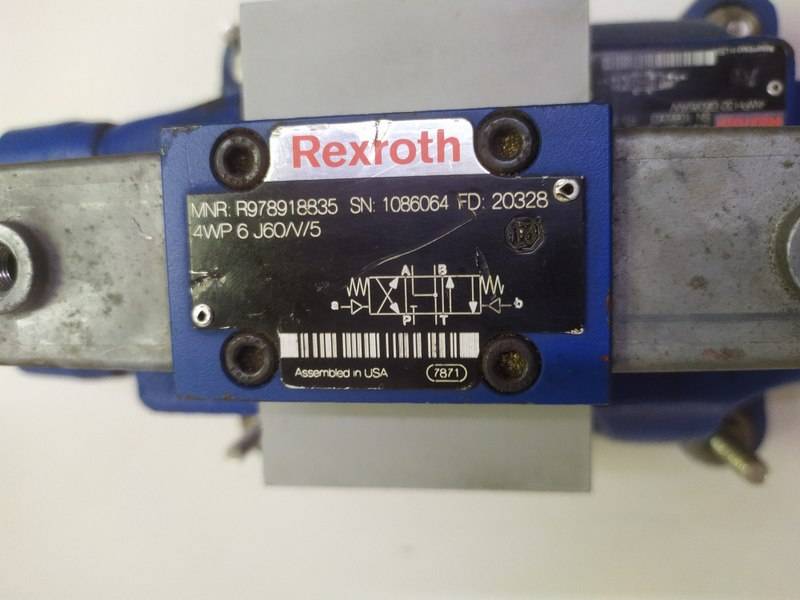 Rexroth
MNR: R978918835 SN: 1086064 FD: 20328
4WP 6 J60/V/5
A B
a b
P T
Assembled in USA 7871